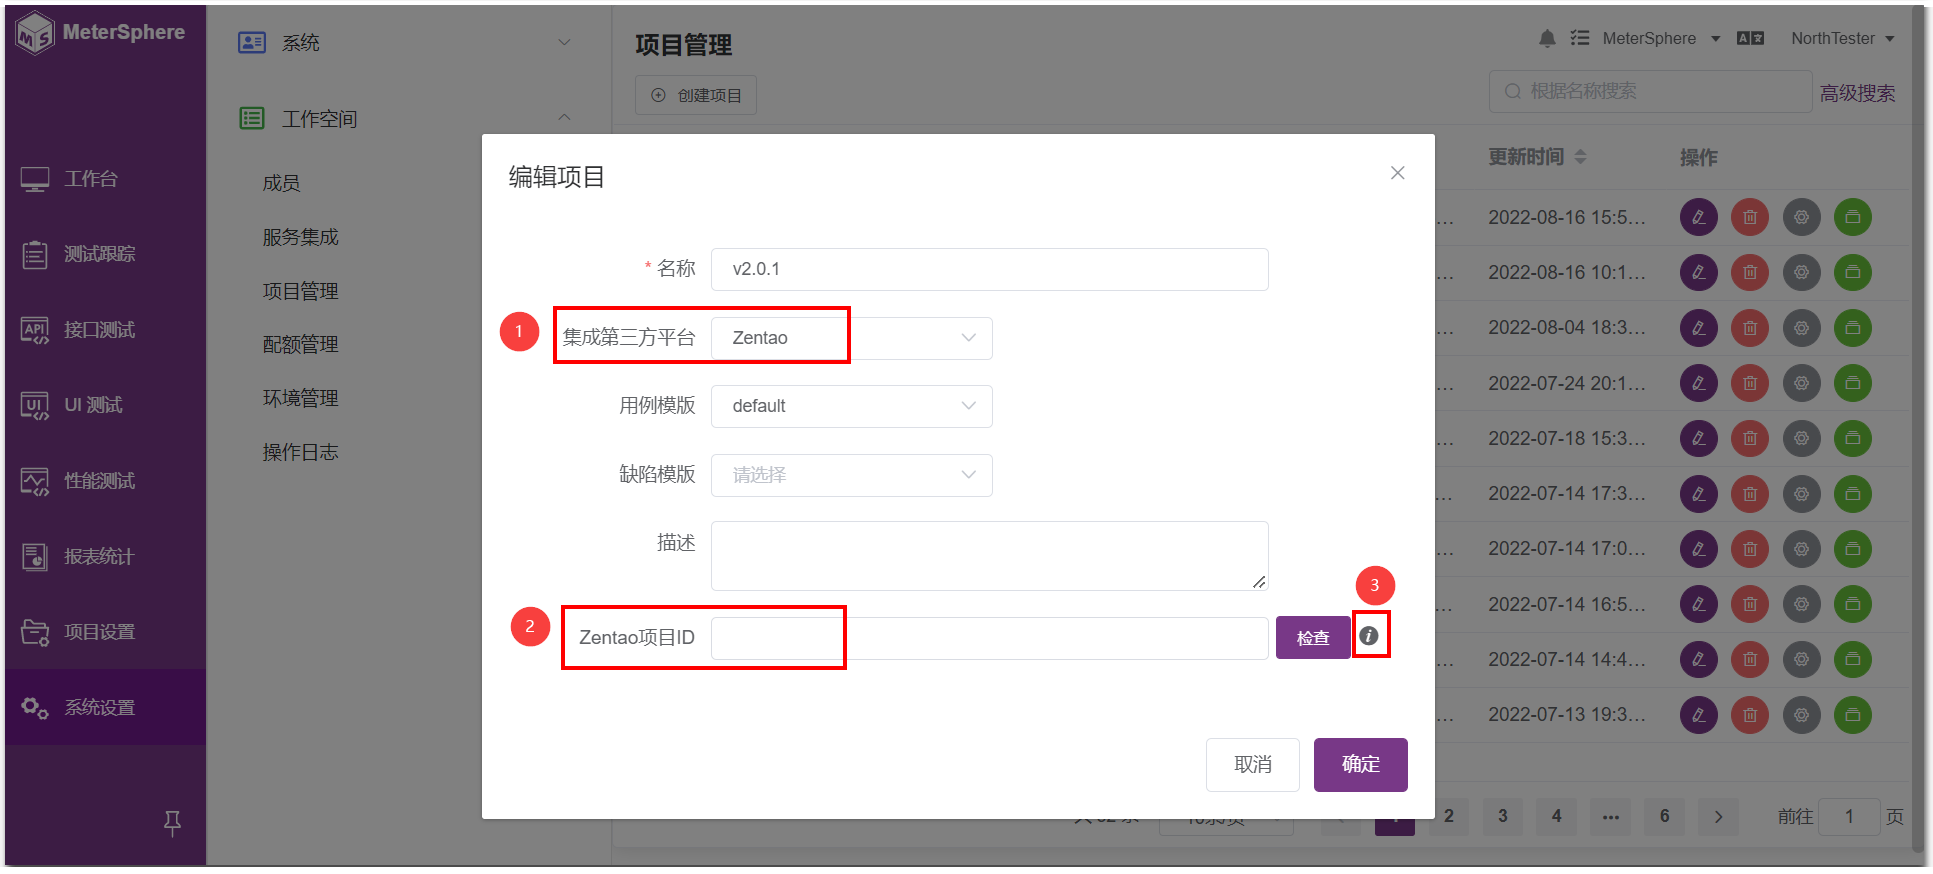 MeterSphere
工作台
测试跟踪
API
接口测试
UI
UI 测试
性能测试
报表统计
项目设置
系统设置
系统
工作空间
成员
服务集成
项目管理
配额管理
环境管理
操作日志
项目管理
MeterSphere
NorthTester
创建项目
根据名称搜索
高级搜索
更新时间
操作
... 2022-08-16 15:5...
... 2022-08-16 10:1...
... 2022-08-04 18:3...
... 2022-07-24 20:1...
... 2022-07-18 15:3...
... 2022-07-14 17:3...
... 2022-07-14 17:0...
... 2022-07-14 16:5...
... 2022-07-14 14:4...
... 2022-07-13 19:3...
编辑项目
* 名称
v2.0.1
1
集成第三方平台
Zentao
用例模版
default
缺陷模版
请选择
描述
3
2
Zentao项目ID
检查
取消
确定
2
3
4
...
6
前往
1
页